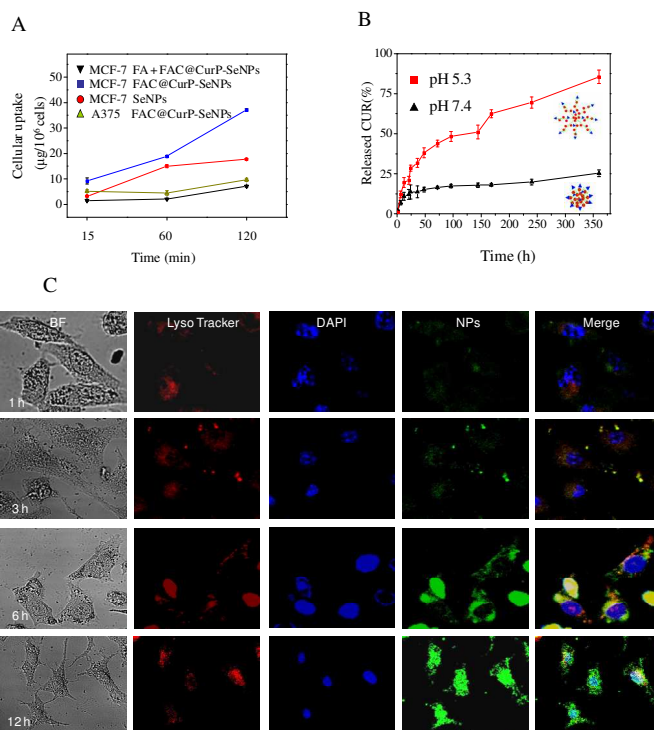 A
MCF-7 FA+FAC@CurP-SeNPs
MCF-7 FAC@CurP-SeNPs
MCF-7 SeNPs
A375 FAC@CurP-SeNPs
Cellular uptake
(µg/10⁶ cells)
50
40
30
20
10
0
15 60 120
Time (min)
B
pH 5.3
pH 7.4
Released CUR(%)
100
75
50
25
0
0 50 100 150 200 250 300 350
Time (h)
C
BF Lyso Tracker DAPI NPs Merge
1 h
3 h
6 h
12 h